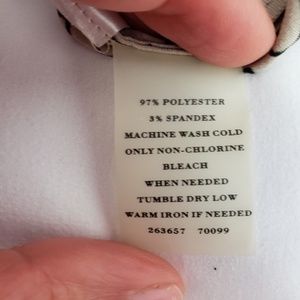 97% POLYESTER
3% SPANDEX
MACHINE WASH COLD
ONLY NON-CHLORINE
BLEACH
WHEN NEEDED
TUMBLE DRY LOW
WARM IRON IF NEEDED
263657 70099